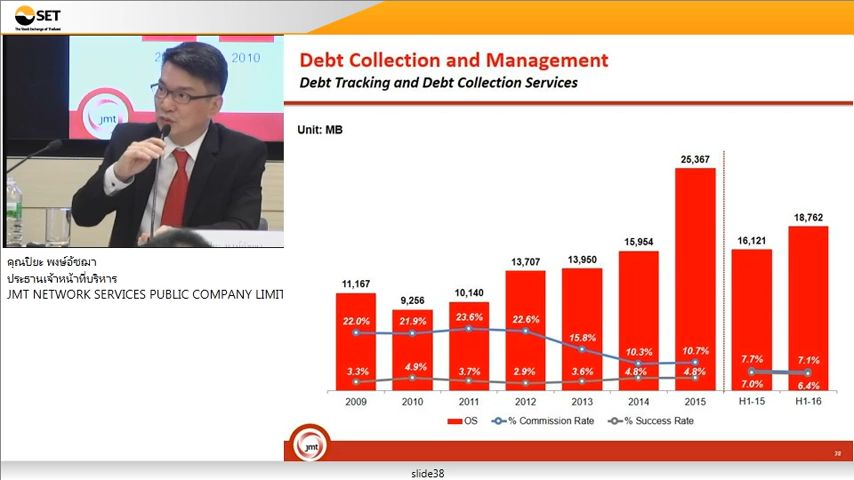 SET
The Stock Exchange of Thailand
2010
jmt
คุณปิยะ พงษ์อัชฌา
ประธานเจ้าหน้าที่บริหาร
JMT NETWORK SERVICES PUBLIC COMPANY LIMIT
Debt Collection and Management
Debt Tracking and Debt Collection Services
Unit: MB
25,367
18,762
16,121
15,954
13,950
13,707
11,167
10,140
9,256
22.0% 21.9% 23.6% 22.6% 15.8% 10.3% 10.7% 7.7% 7.1%
3.3% 4.9% 3.7% 2.9% 3.6% 4.8% 4.8% 7.0% 6.4%
2009 2010 2011 2012 2013 2014 2015 H1-15 H1-16
OS % Commission Rate % Success Rate
jmt
38
slide38